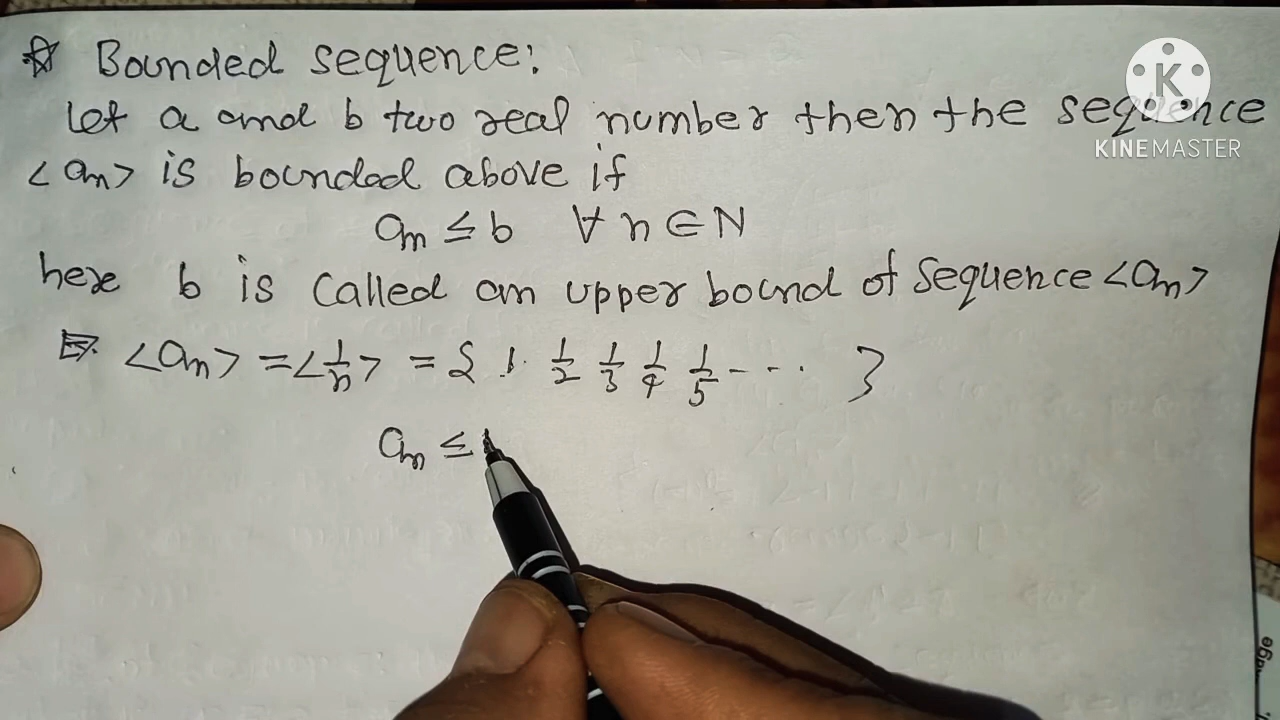 ☆ Bounded sequence:
Let a and b two real number then the sequence
<aₙ> is bounded above if
aₙ ≤ b ∀ n ∈ N
here b is called an upper bound of sequence <aₙ>
<aₙ> = <1/n> = { 1. 1/2 1/3 1/4 1/5 --- }
aₙ ≤
K
KINEMASTER